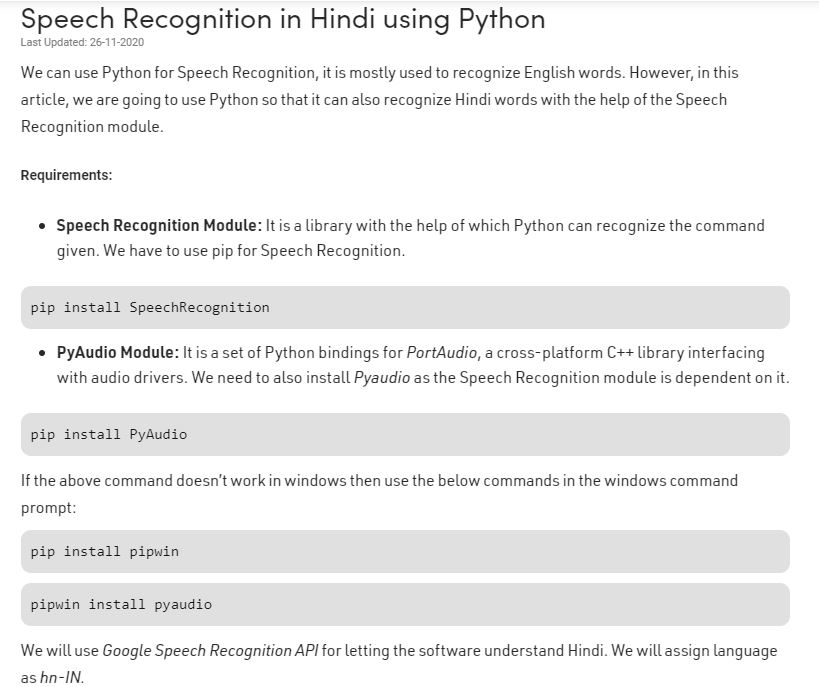 Speech Recognition in Hindi using Python
Last Updated: 26-11-2020
We can use Python for Speech Recognition, it is mostly used to recognize English words. However, in this
article, we are going to use Python so that it can also recognize Hindi words with the help of the Speech
Recognition module.
Requirements:
• Speech Recognition Module: It is a library with the help of which Python can recognize the command
given. We have to use pip for Speech Recognition.
pip install SpeechRecognition
• PyAudio Module: It is a set of Python bindings for PortAudio, a cross-platform C++ library interfacing
with audio drivers. We need to also install Pyaudio as the Speech Recognition module is dependent on it.
pip install PyAudio
If the above command doesn’t work in windows then use the below commands in the windows command
prompt:
pip install pipwin
pipwin install pyaudio
We will use Google Speech Recognition API for letting the software understand Hindi. We will assign language
as hn-IN.